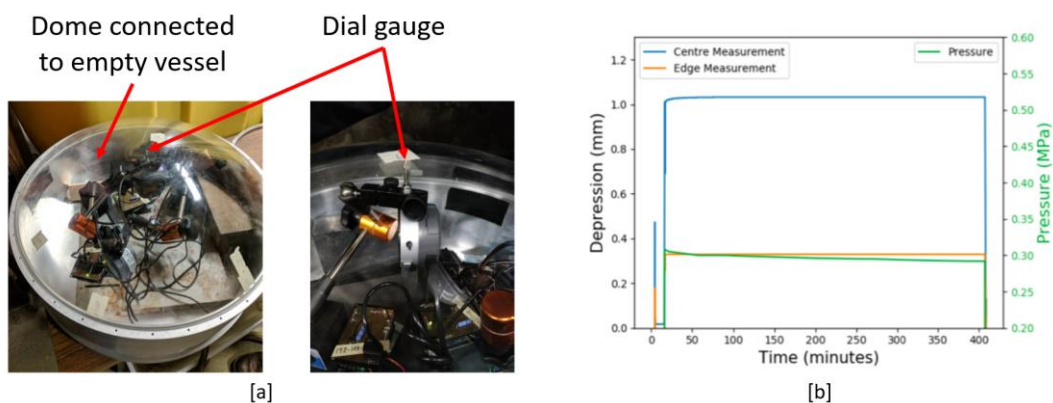 Dome connected
to empty vessel
Dial gauge
[a]
Centre Measurement
Edge Measurement
Pressure
Depression (mm)
1.2
1.0
0.8
0.6
0.4
0.2
0.0
0.60
0.55
0.50
0.45
0.40
0.35
0.30
0.25
0.20
Pressure (MPa)
0
50
100
150
200
250
300
350
400
Time (minutes)
[b]